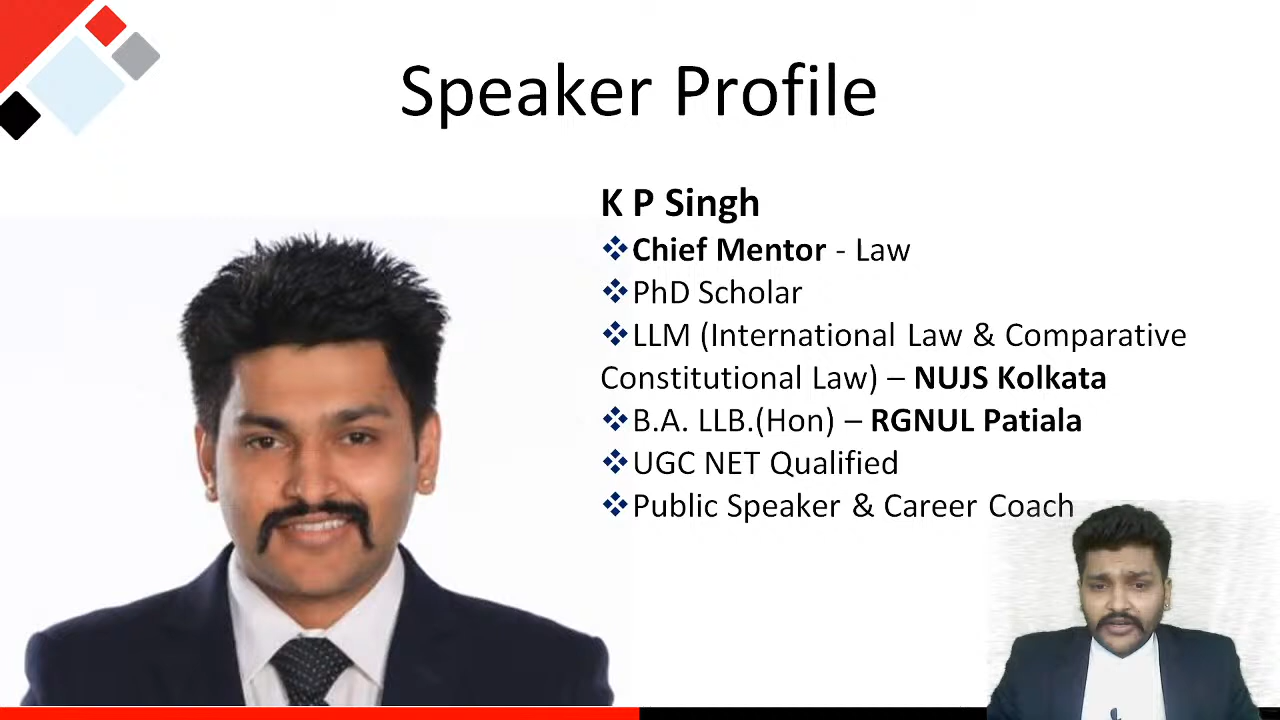 Speaker Profile
K P Singh
❖Chief Mentor - Law
❖PhD Scholar
❖LLM (International Law & Comparative
Constitutional Law) – NUJS Kolkata
❖B.A. LLB.(Hon) – RGNUL Patiala
❖UGC NET Qualified
❖Public Speaker & Career Coach